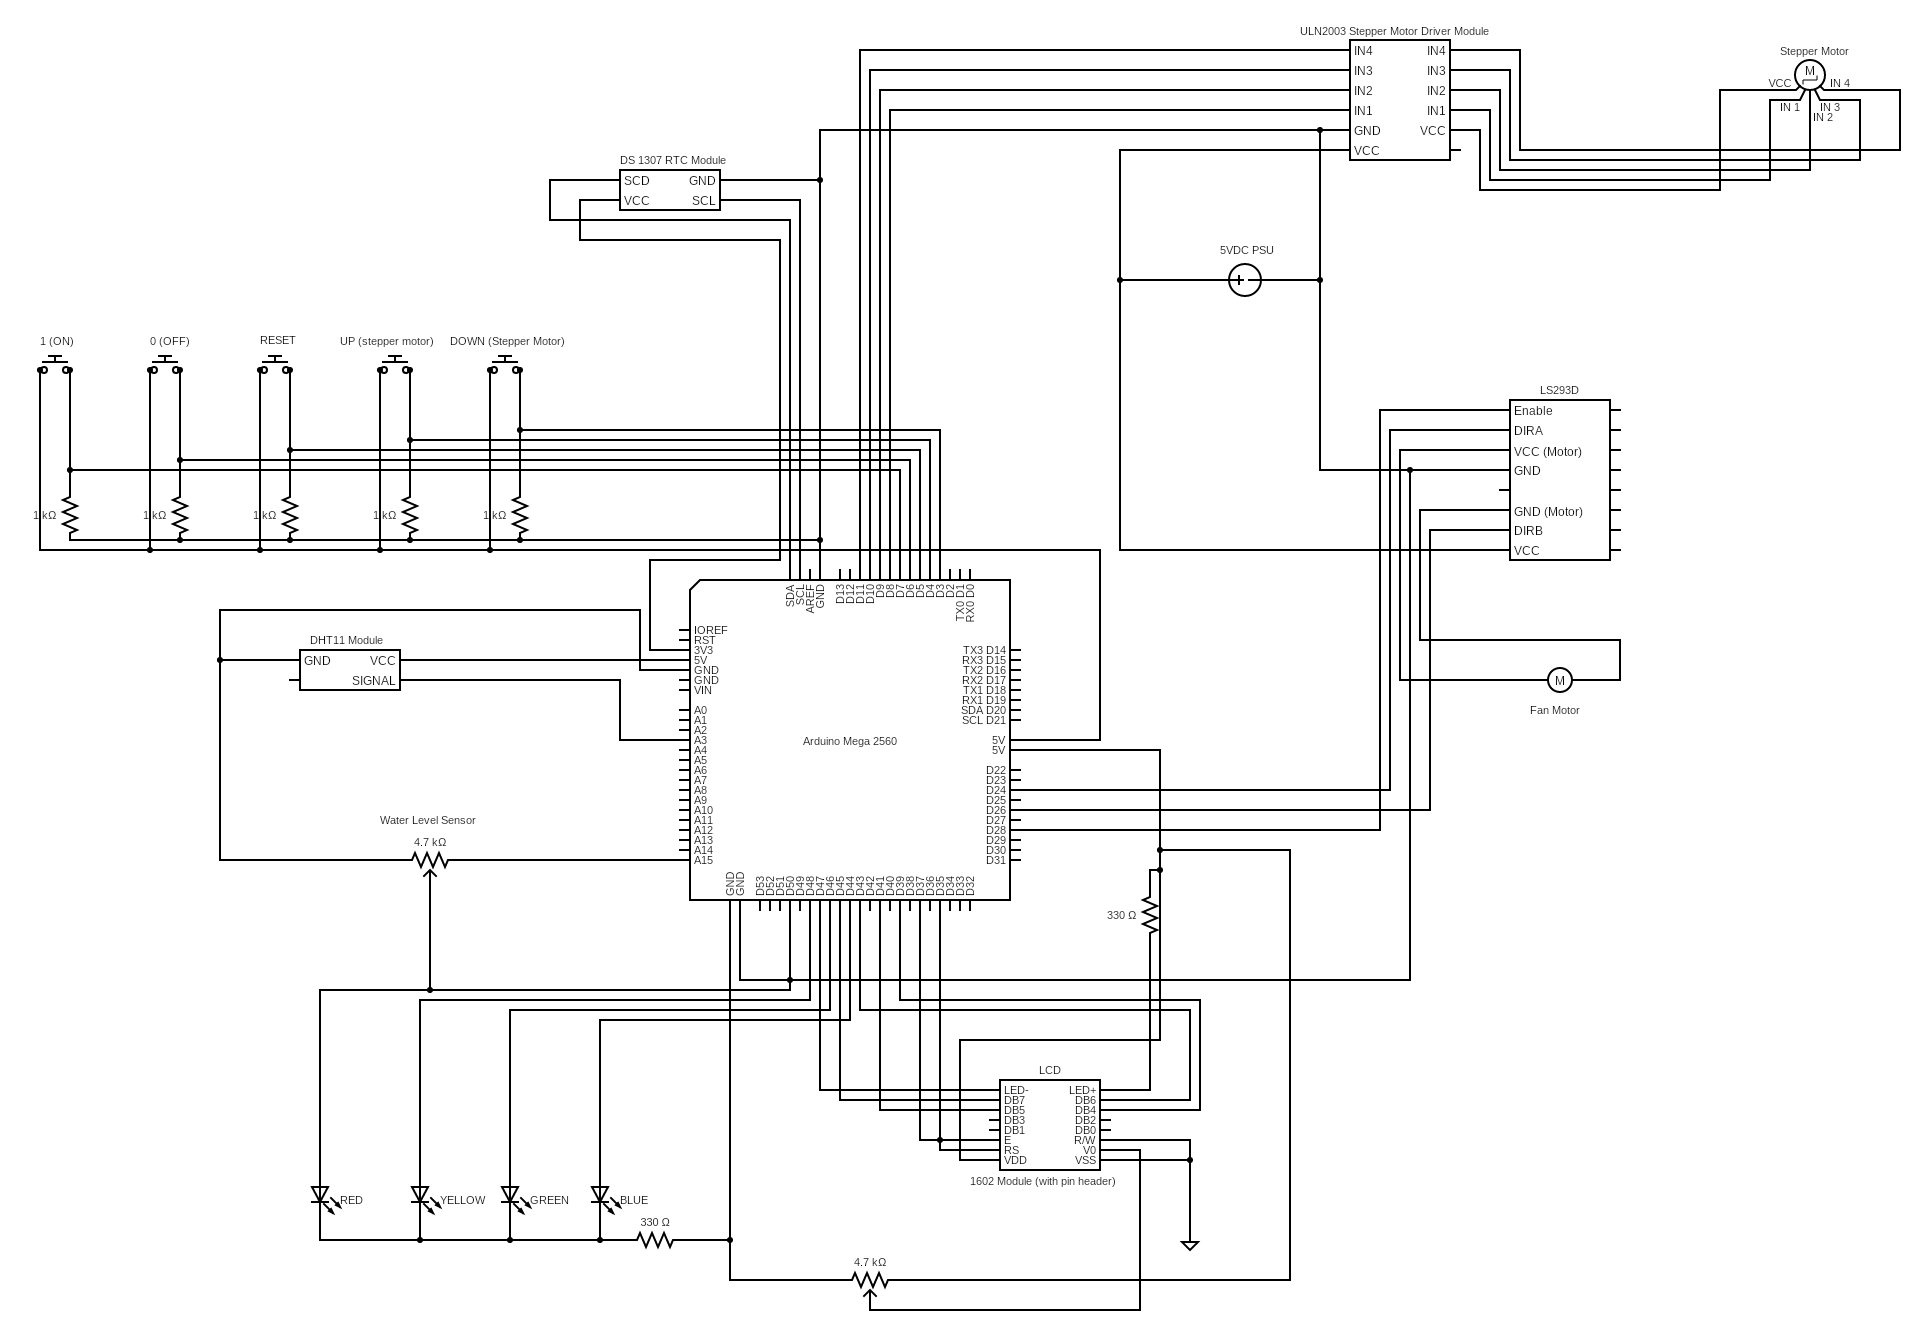 ULN2003 Stepper Motor Driver Module
IN4 IN4
IN3 IN3
IN2 IN2
IN1 IN1
GND VCC
VCC
Stepper Motor
M
VCC
IN 4
IN 1
IN 3
IN 2
DS 1307 RTC Module
SCD GND
VCC SCL
5VDC PSU
1 (ON)
0 (OFF)
RESET
UP (stepper motor)
DOWN (Stepper Motor)
1 kΩ
1 kΩ
1 kΩ
1 kΩ
1 kΩ
LS293D
Enable
DIRA
VCC (Motor)
GND
GND (Motor)
DIRB
VCC
M
Fan Motor
DHT11 Module
GND VCC
SIGNAL
Water Level Sensor
4.7 kΩ
Arduino Mega 2560
SDA
SCL
AREF
GND
D13
D12
D11
D10
D9
D8
D7
D6
D5
D4
D3
D2
TX0 D1
RX0 D0
IOREF
RST
3V3
5V
GND
GND
VIN
A0
A1
A2
A3
A4
A5
A6
A7
A8
A9
A10
A11
A12
A13
A14
A15
TX3 D14
RX3 D15
TX2 D16
RX2 D17
TX1 D18
RX1 D19
SDA D20
SCL D21
5V
5V
D22
D23
D24
D25
D26
D27
D28
D29
D30
D31
GND
GND
D53
D52
D51
D50
D49
D48
D47
D46
D45
D44
D43
D42
D41
D40
D39
D38
D37
D36
D35
D34
D33
D32
330 Ω
LCD
LED- LED+
DB7 DB6
DB5 DB4
DB3 DB2
DB1 DB0
E R/W
RS V0
VDD VSS
1602 Module (with pin header)
RED
YELLOW
GREEN
BLUE
330 Ω
4.7 kΩ